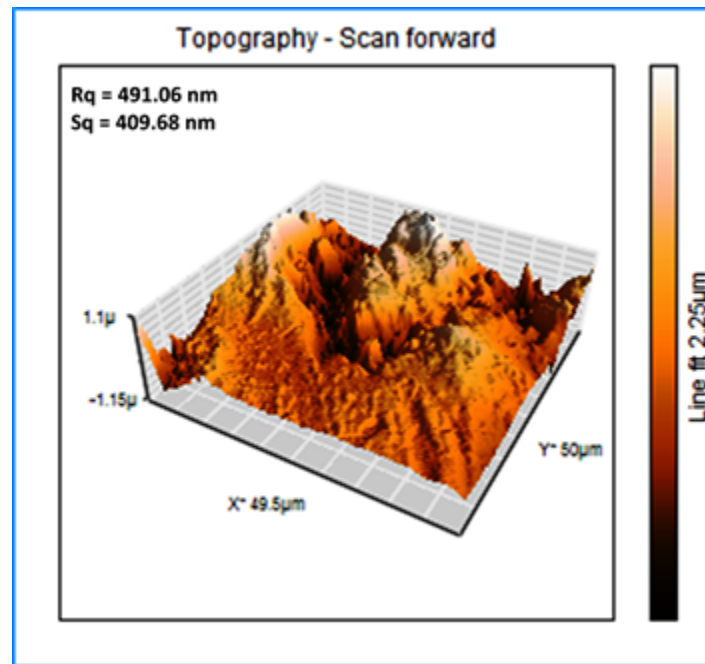 Topography - Scan forward
Rq = 491.06 nm
Sq = 409.68 nm
1.1µ
-1.15µ
X* 49.5µm
Y* 50µm
Line fit 2.25µm